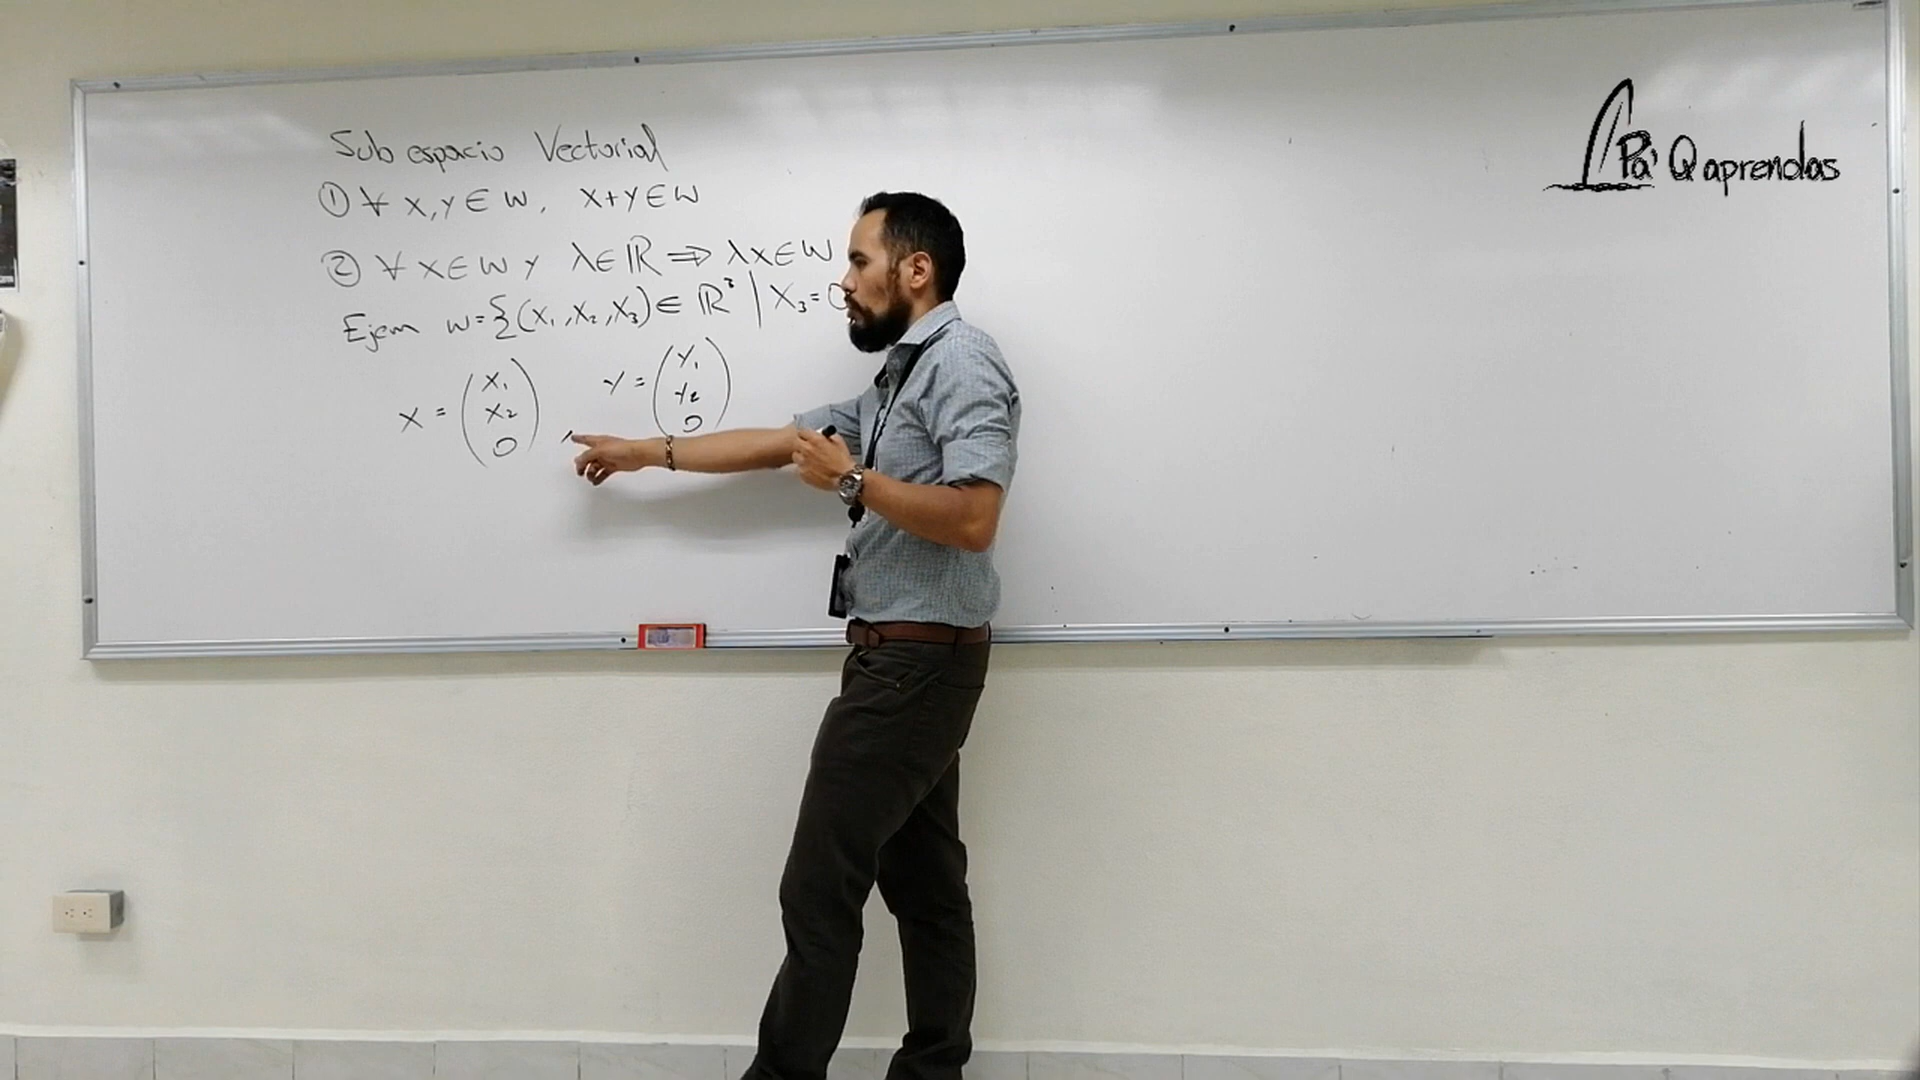 Sub espacio Vectorial
① ∀ x,y ∈ W, x+y ∈ W
② ∀ x ∈ W y λ ∈ ℝ ⇒ λx ∈ W
Ejem W={(x₁,x₂,x₃) ∈ ℝ³ | x₃=0
x = (x₁ x₂ 0), y = (y₁ y₂ 0)
Pa' Q aprendas